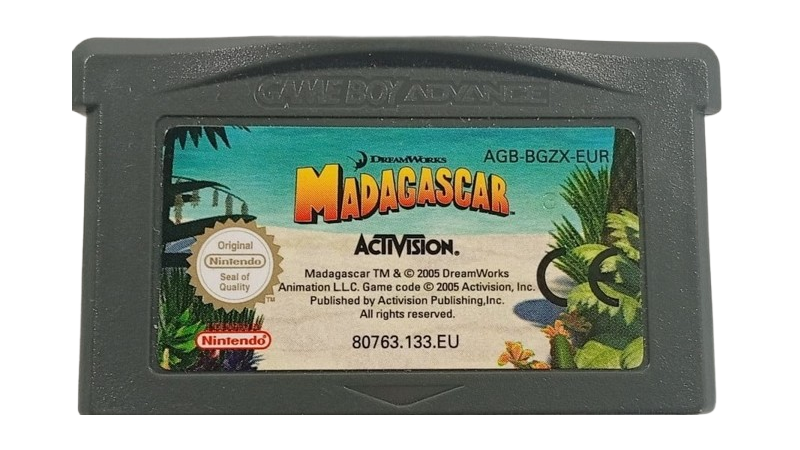 GAME BOY ADVANCE
DREAMWORKS
AGB-BGZX-EUR
MADAGASCAR™
ACTIVISION®
Original
Nintendo
Seal of
Quality
TM
Madagascar TM & © 2005 DreamWorks
Animation L.L.C. Game code © 2005 Activision, Inc.
Published by Activision Publishing,Inc.
All rights reserved.
CE
Nintendo®
80763.133.EU